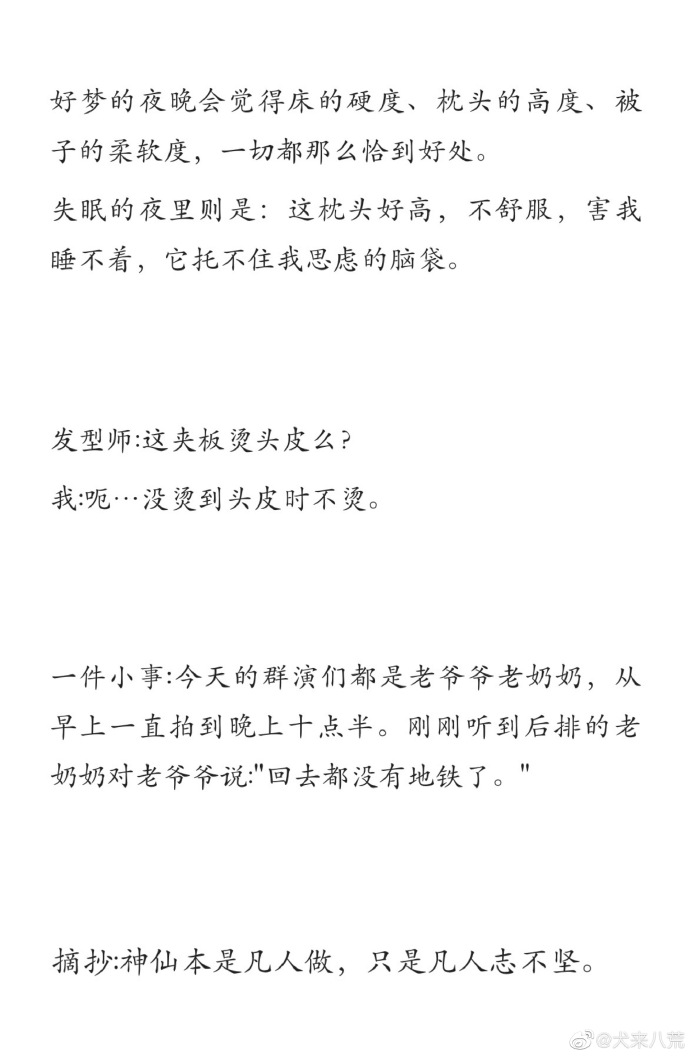 好梦的夜晚会觉得床的硬度、枕头的高度、被
子的柔软度，一切都那么恰到好处。
失眠的夜里则是：这枕头好高，不舒服，害我
睡不着，它托不住我思虑的脑袋。
发型师:这夹板烫头皮么？
我:呃…没烫到头皮时不烫。
一件小事:今天的群演们都是老爷爷老奶奶，从
早上一直拍到晚上十点半。刚刚听到后排的老
奶奶对老爷爷说:"回去都没有地铁了。"
摘抄:神仙本是凡人做，只是凡人志不坚。
@犬来八荒